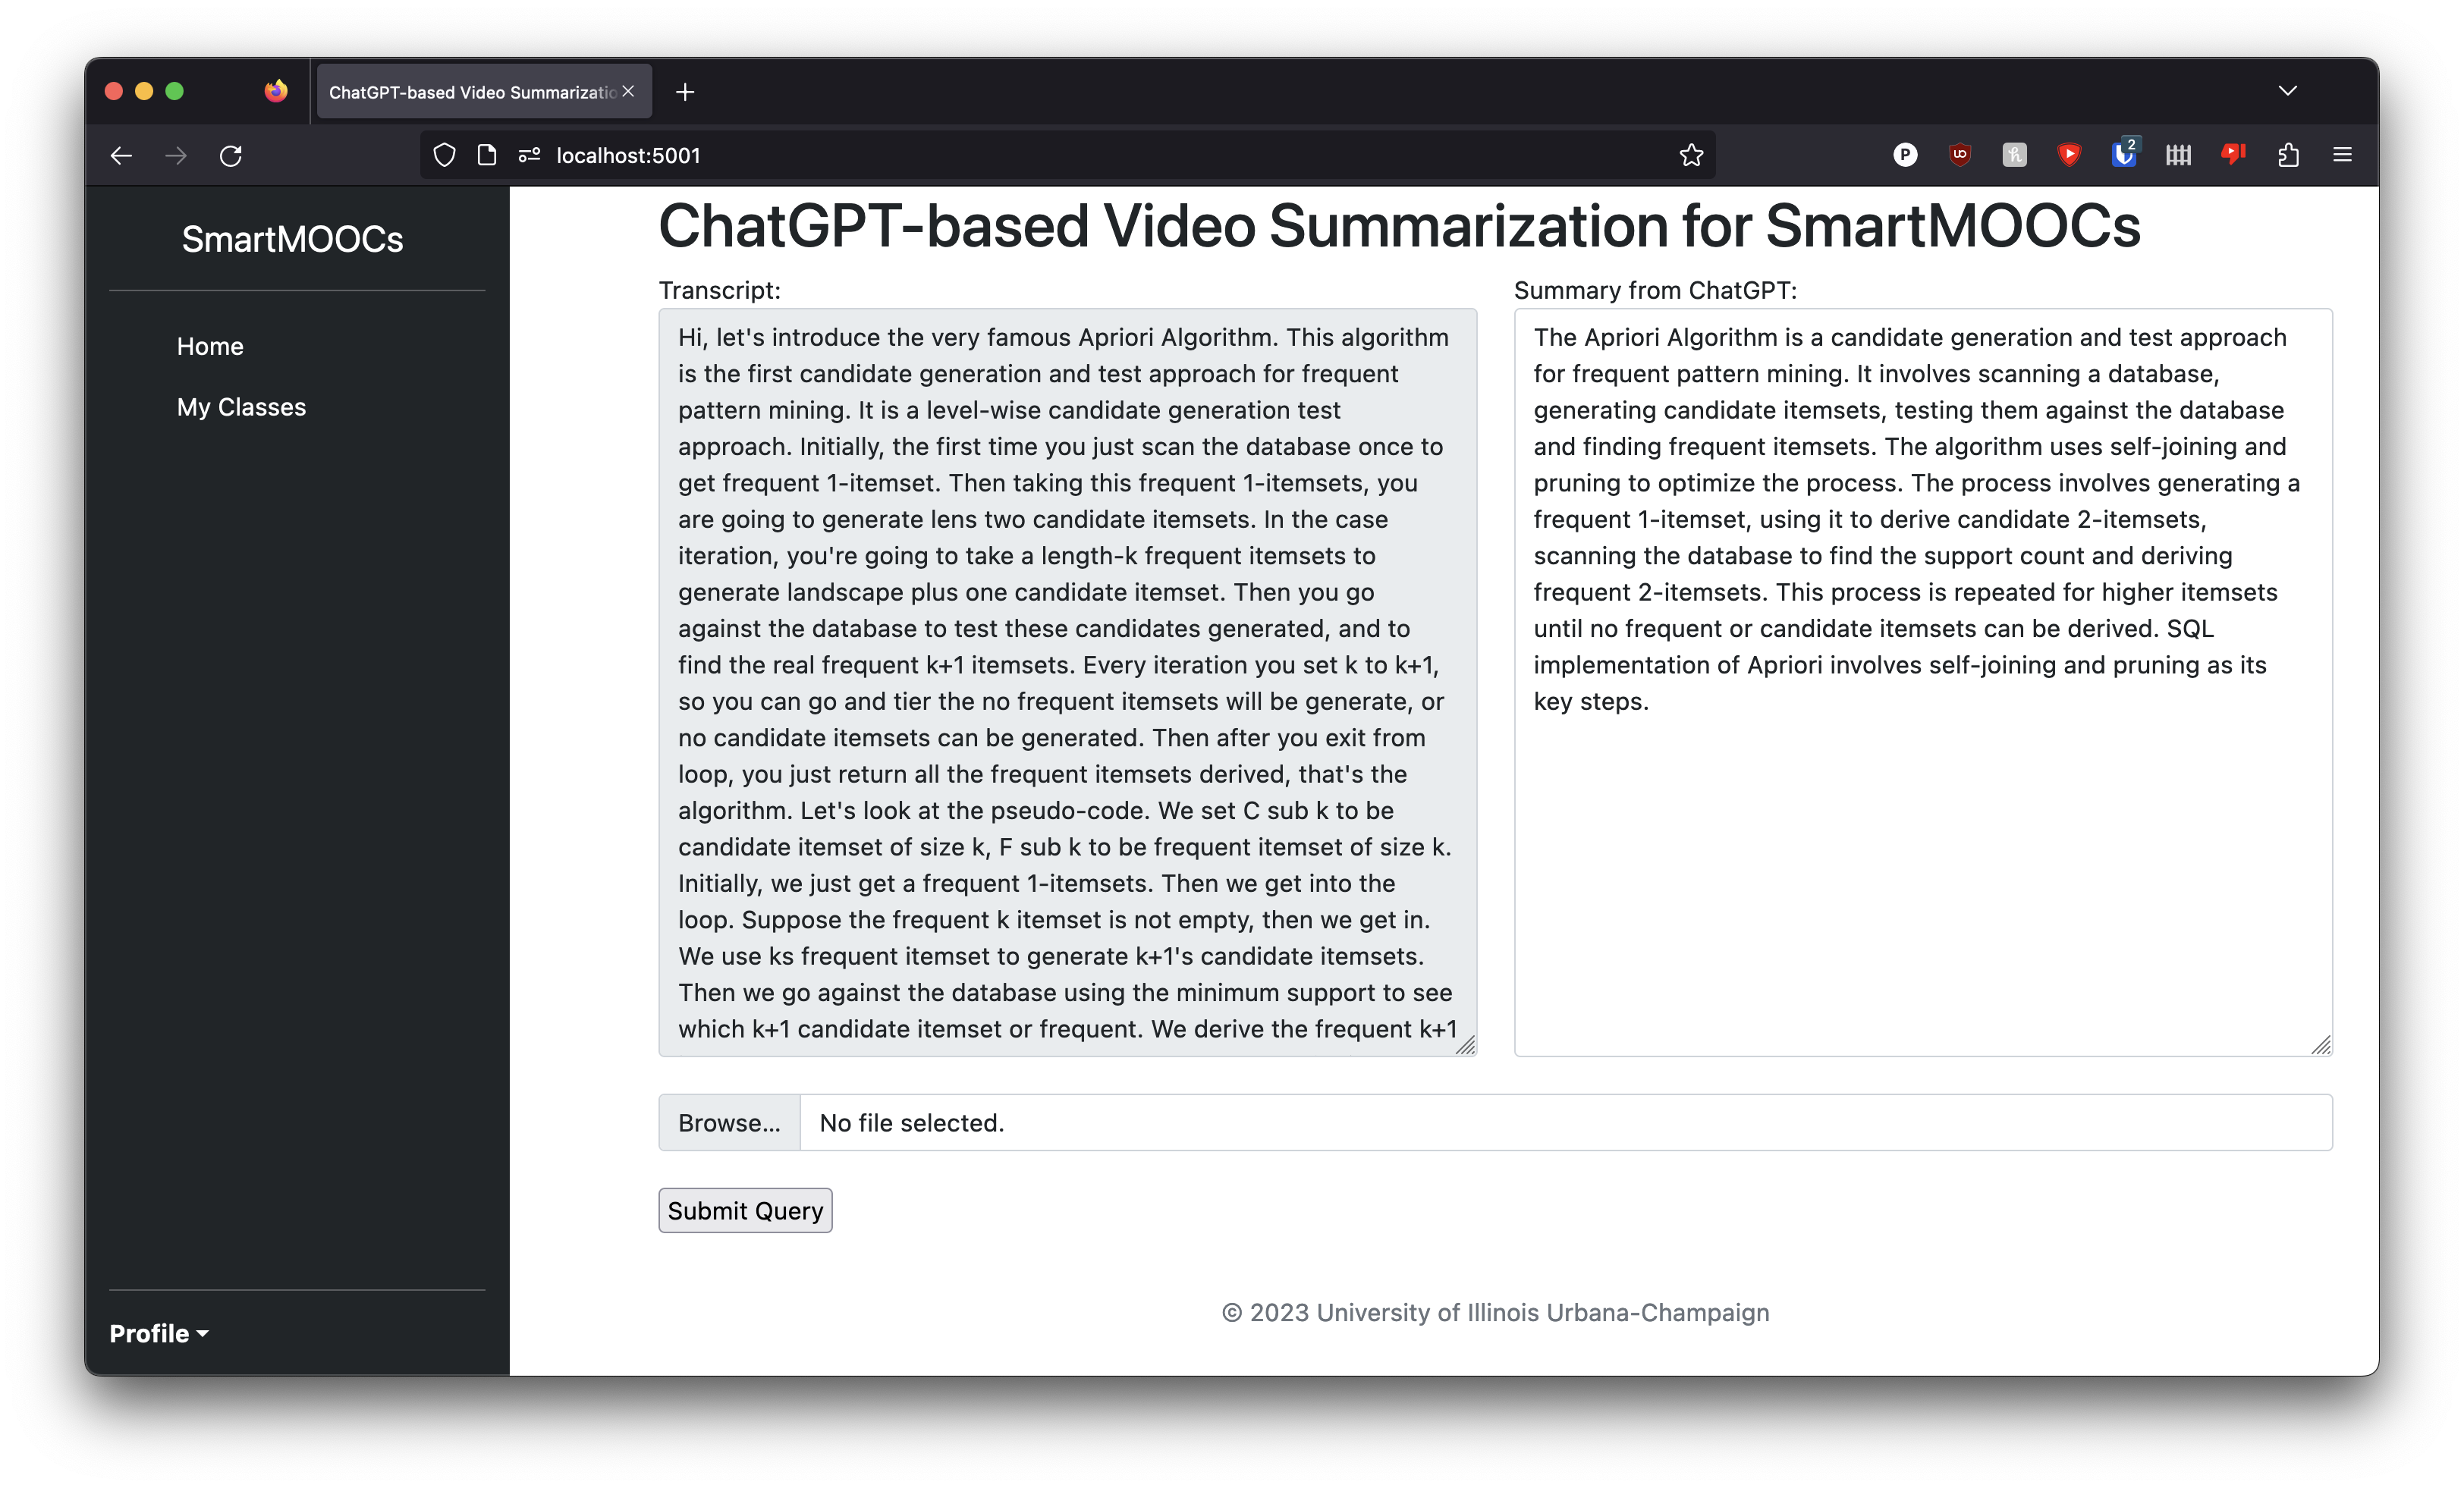 ChatGPT-based Video Summarizatio
localhost:5001
P
2
SmartMOOCs
Home
My Classes
Profile
ChatGPT-based Video Summarization for SmartMOOCs
Transcript:
Hi, let's introduce the very famous Apriori Algorithm. This algorithm
is the first candidate generation and test approach for frequent
pattern mining. It is a level-wise candidate generation test
approach. Initially, the first time you just scan the database once to
get frequent 1-itemset. Then taking this frequent 1-itemsets, you
are going to generate lens two candidate itemsets. In the case
iteration, you're going to take a length-k frequent itemsets to
generate landscape plus one candidate itemset. Then you go
against the database to test these candidates generated, and to
find the real frequent k+1 itemsets. Every iteration you set k to k+1,
so you can go and tier the no frequent itemsets will be generate, or
no candidate itemsets can be generated. Then after you exit from
loop, you just return all the frequent itemsets derived, that's the
algorithm. Let's look at the pseudo-code. We set C sub k to be
candidate itemset of size k, F sub k to be frequent itemset of size k.
Initially, we just get a frequent 1-itemsets. Then we get into the
loop. Suppose the frequent k itemset is not empty, then we get in.
We use ks frequent itemset to generate k+1's candidate itemsets.
Then we go against the database using the minimum support to see
which k+1 candidate itemset or frequent. We derive the frequent k+1
Summary from ChatGPT:
The Apriori Algorithm is a candidate generation and test approach
for frequent pattern mining. It involves scanning a database,
generating candidate itemsets, testing them against the database
and finding frequent itemsets. The algorithm uses self-joining and
pruning to optimize the process. The process involves generating a
frequent 1-itemset, using it to derive candidate 2-itemsets,
scanning the database to find the support count and deriving
frequent 2-itemsets. This process is repeated for higher itemsets
until no frequent or candidate itemsets can be derived. SQL
implementation of Apriori involves self-joining and pruning as its
key steps.
Browse... No file selected.
Submit Query
© 2023 University of Illinois Urbana-Champaign